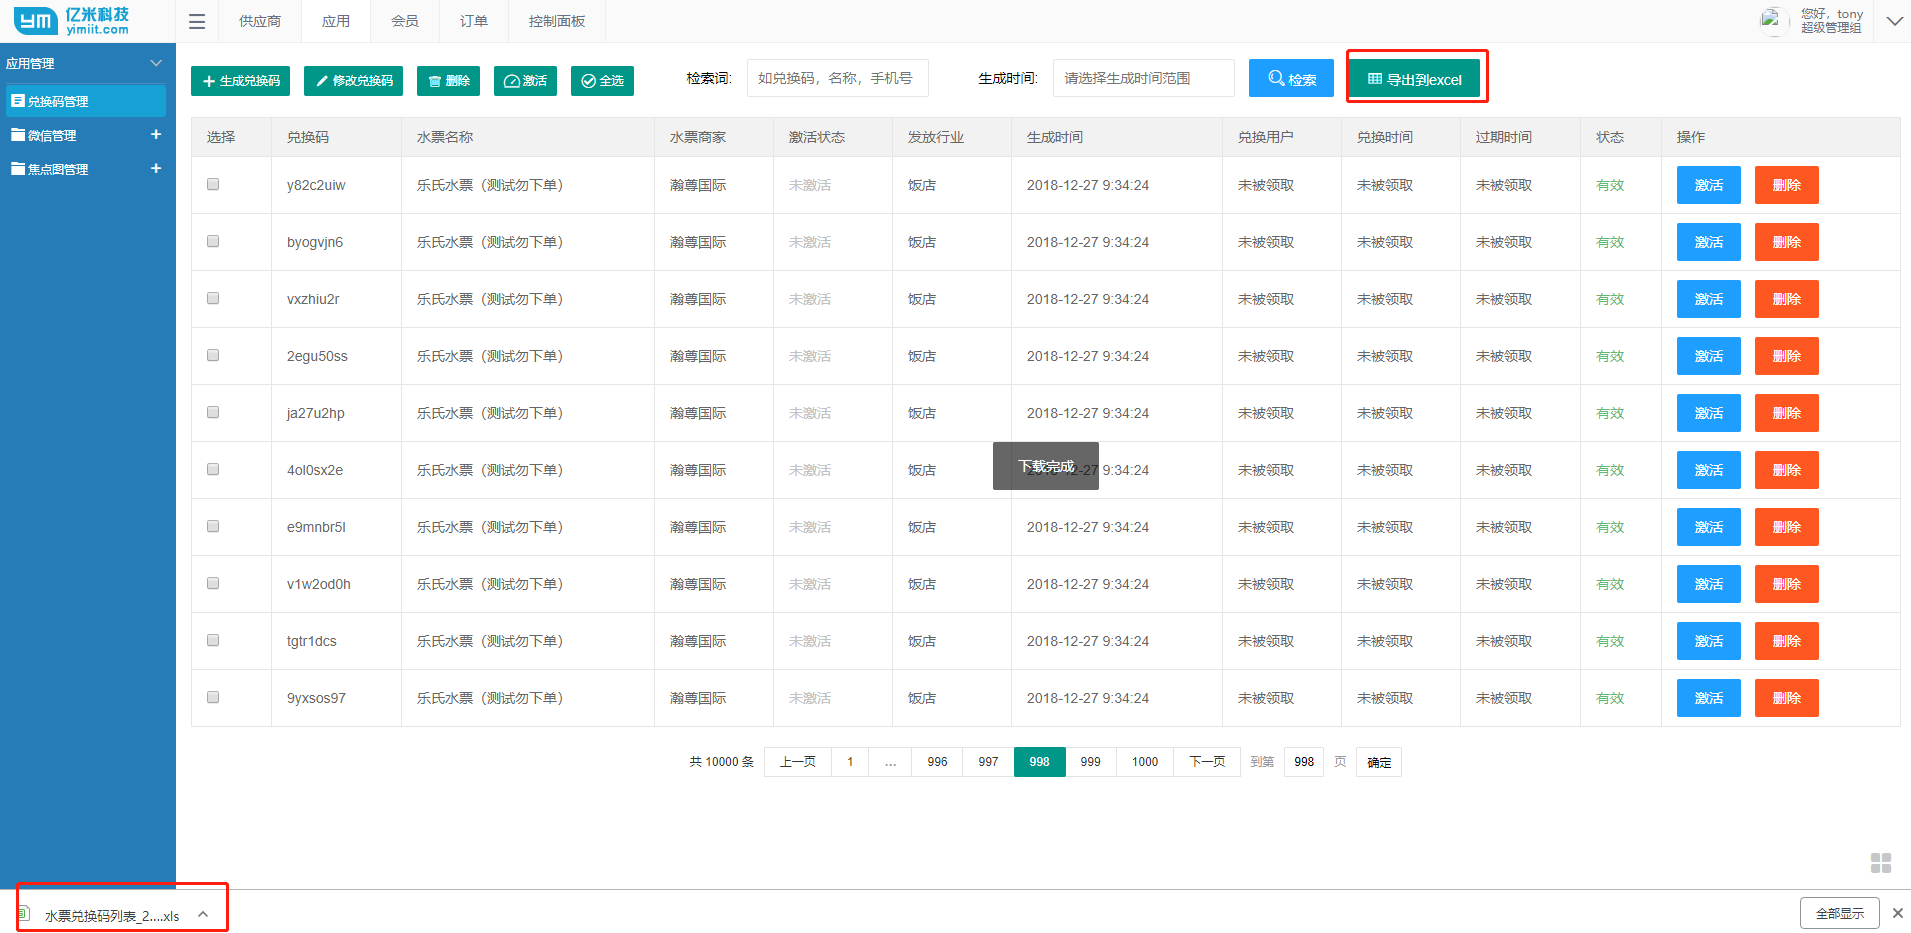 ym 亿米科技
yimiit.com
供应商 应用 会员 订单 控制面板
您好，tony
超级管理组
应用管理
兑换码管理
微信管理 +
焦点图管理 +
生成兑换码 修改兑换码 删除 激活 全选 检索词: 如兑换码，名称，手机号 生成时间: 请选择生成时间范围 检索 导出到excel
选择 兑换码 水票名称 水票商家 激活状态 发放行业 生成时间 兑换用户 兑换时间 过期时间 状态 操作
y82c2uiw 乐氏水票（测试勿下单） 瀚尊国际 未激活 饭店 2018-12-27 9:34:24 未被领取 未被领取 未被领取 有效 激活 删除
byogvjn6 乐氏水票（测试勿下单） 瀚尊国际 未激活 饭店 2018-12-27 9:34:24 未被领取 未被领取 未被领取 有效 激活 删除
vxzhiu2r 乐氏水票（测试勿下单） 瀚尊国际 未激活 饭店 2018-12-27 9:34:24 未被领取 未被领取 未被领取 有效 激活 删除
2egu50ss 乐氏水票（测试勿下单） 瀚尊国际 未激活 饭店 2018-12-27 9:34:24 未被领取 未被领取 未被领取 有效 激活 删除
ja27u2hp 乐氏水票（测试勿下单） 瀚尊国际 未激活 饭店 2018-12-27 9:34:24 未被领取 未被领取 未被领取 有效 激活 删除
下载完成
4ol0sx2e 乐氏水票（测试勿下单） 瀚尊国际 未激活 饭店 2018-12-27 9:34:24 未被领取 未被领取 未被领取 有效 激活 删除
e9mnbr5l 乐氏水票（测试勿下单） 瀚尊国际 未激活 饭店 2018-12-27 9:34:24 未被领取 未被领取 未被领取 有效 激活 删除
v1w2od0h 乐氏水票（测试勿下单） 瀚尊国际 未激活 饭店 2018-12-27 9:34:24 未被领取 未被领取 未被领取 有效 激活 删除
tgtr1dcs 乐氏水票（测试勿下单） 瀚尊国际 未激活 饭店 2018-12-27 9:34:24 未被领取 未被领取 未被领取 有效 激活 删除
9yxsos97 乐氏水票（测试勿下单） 瀚尊国际 未激活 饭店 2018-12-27 9:34:24 未被领取 未被领取 未被领取 有效 激活 删除
共 10000 条 上一页 1 ... 996 997 998 999 1000 下一页 到第 998 页 确定
水票兑换码列表_2....xls 全部显示